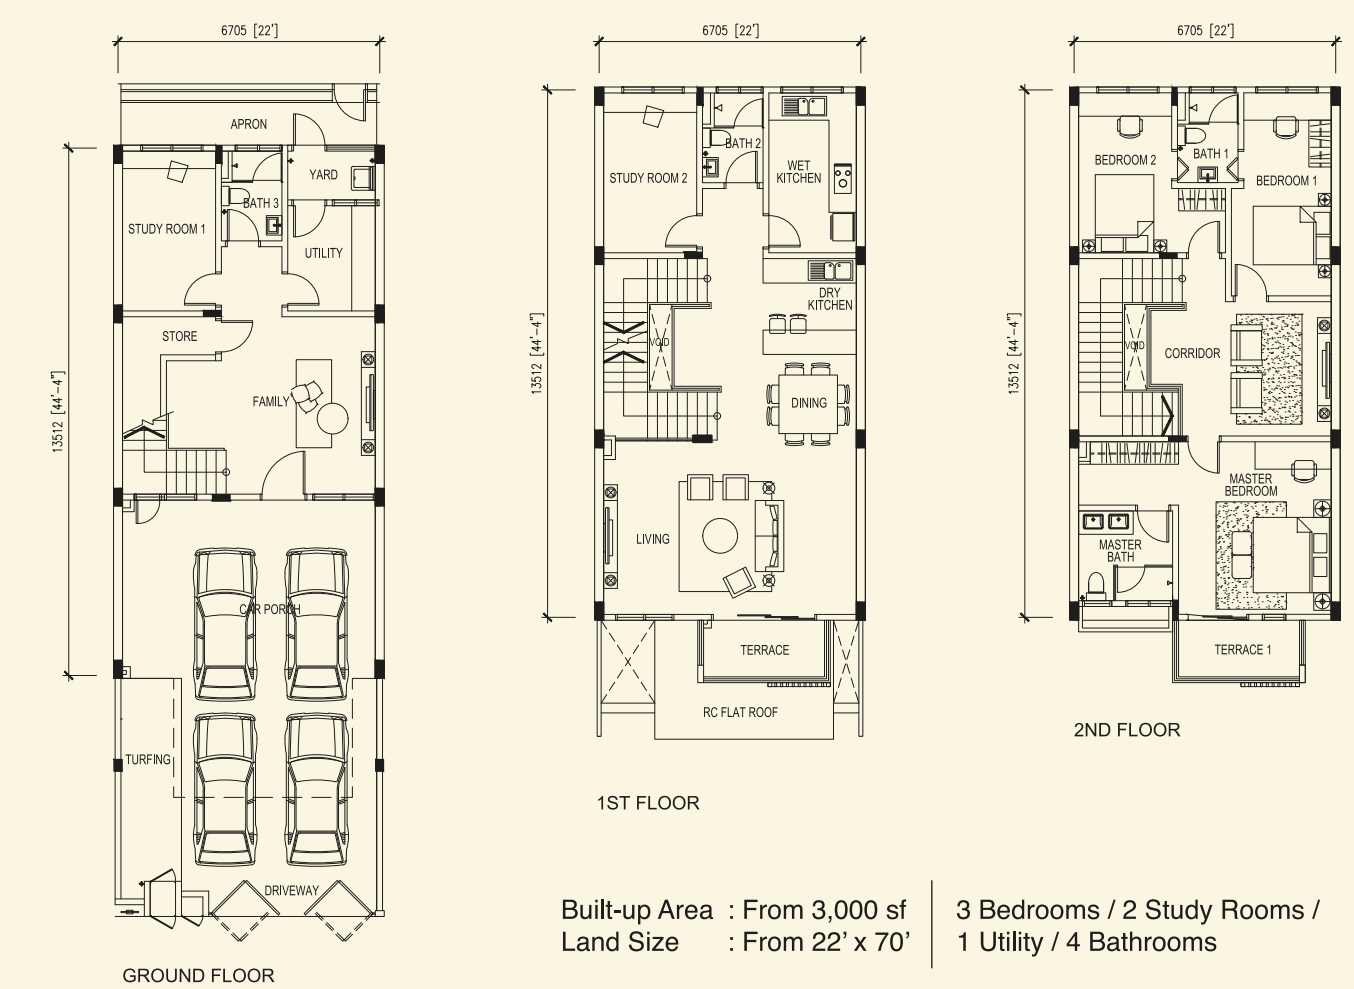 6705 [22']
APRON
YARD
BATH 3
STUDY ROOM 1
UTILITY
STORE
FAMILY
13512 [44'-4"]
CAR PORCH
TURFING
DRIVEWAY
GROUND FLOOR
6705 [22']
BATH 2
STUDY ROOM 2
WET
KITCHEN
DRY
KITCHEN
VOID
13512 [44'-4"]
DINING
LIVING
TERRACE
RC FLAT ROOF
1ST FLOOR
6705 [22']
BEDROOM 2
BATH 1
BEDROOM 1
13512 [44'-4"]
VOID
CORRIDOR
MASTER
BEDROOM
MASTER
BATH
TERRACE 1
2ND FLOOR
Built-up Area : From 3,000 sf
Land Size : From 22’ x 70’
3 Bedrooms / 2 Study Rooms /
1 Utility / 4 Bathrooms